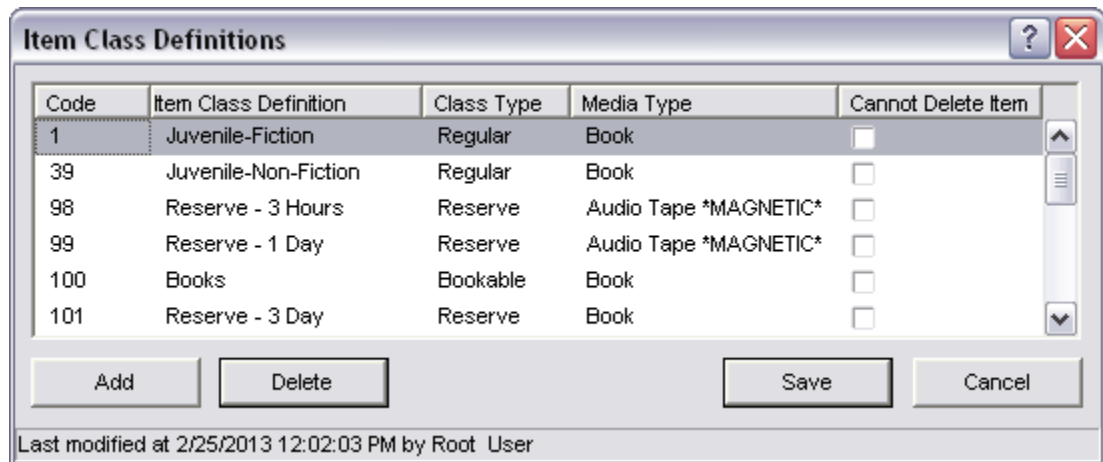 Item Class Definitions
Code Item Class Definition Class Type Media Type Cannot Delete Item
1 Juvenile-Fiction Regular Book
39 Juvenile-Non-Fiction Regular Book
98 Reserve - 3 Hours Reserve Audio Tape *MAGNETIC*
99 Reserve - 1 Day Reserve Audio Tape *MAGNETIC*
100 Books Bookable Book
101 Reserve - 3 Day Reserve Book
Add Delete Save Cancel
Last modified at 2/25/2013 12:02:03 PM by Root User